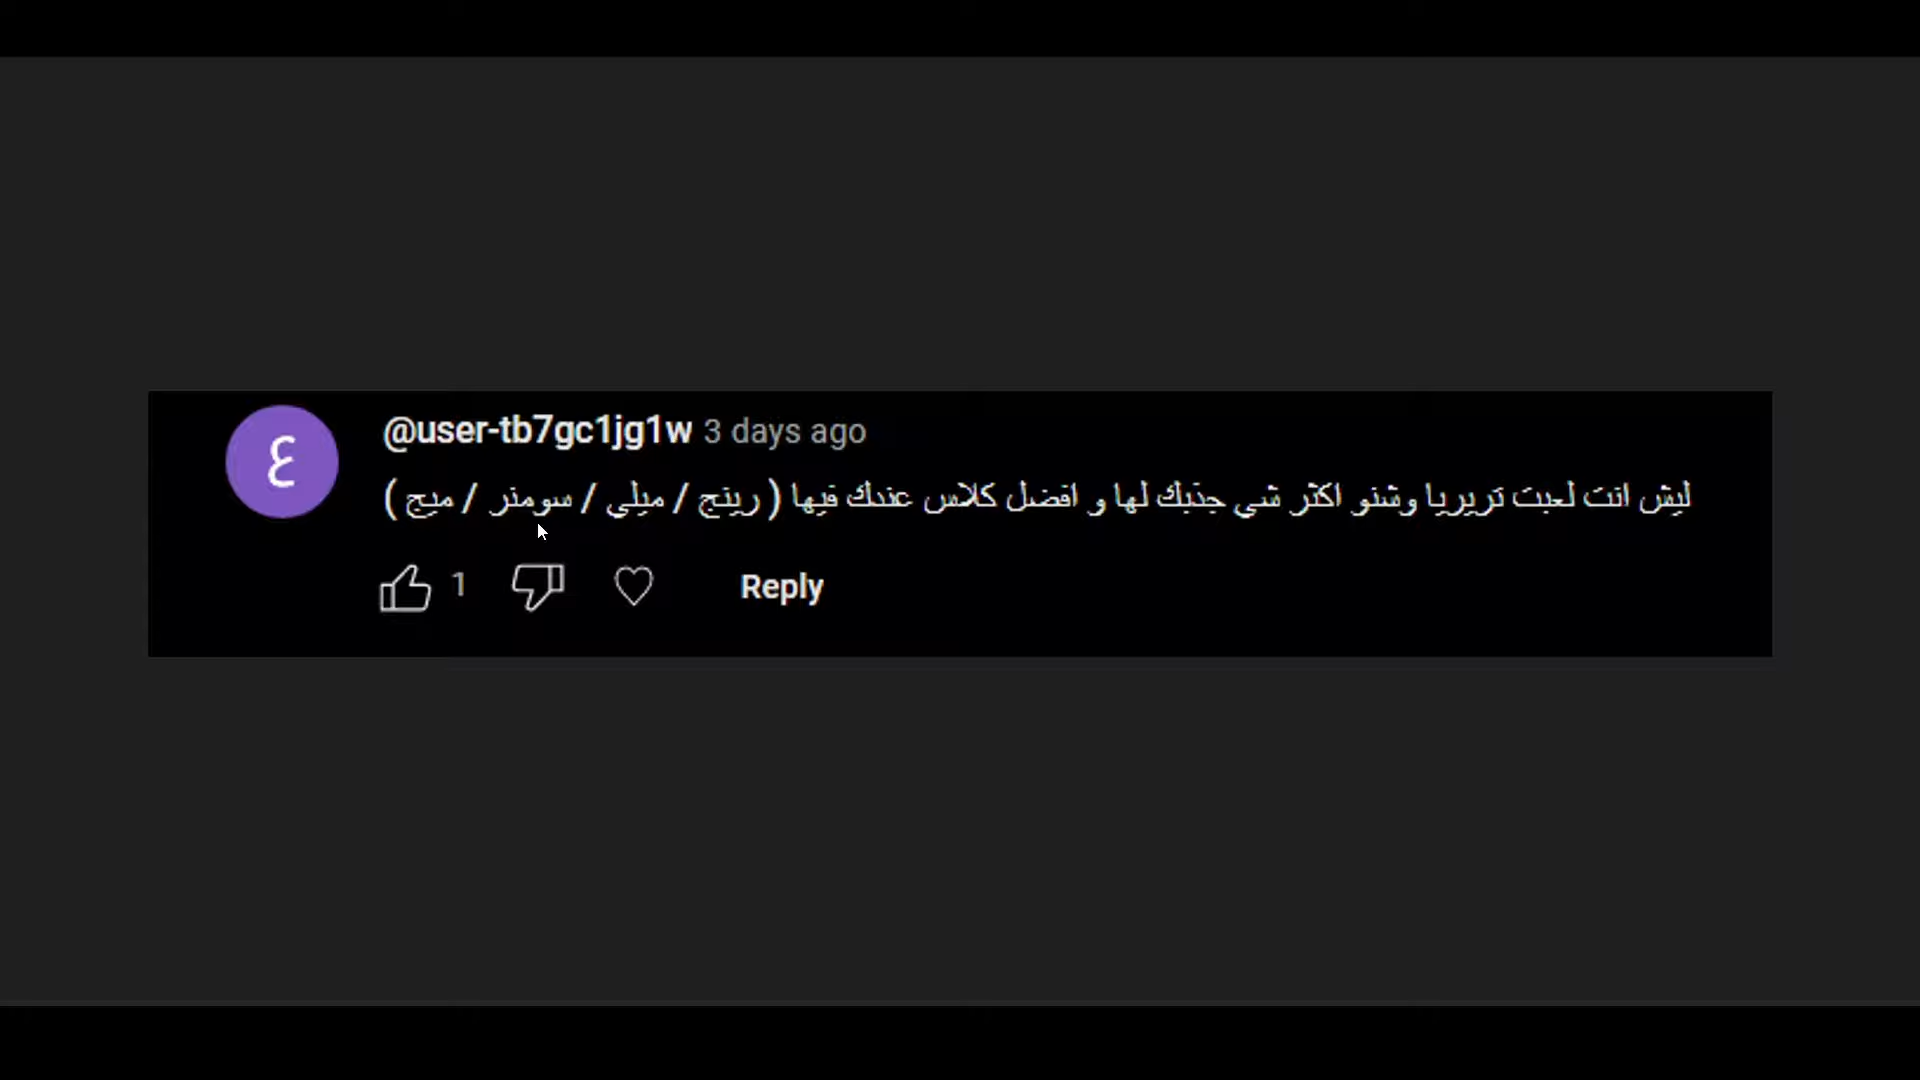 ع
@user-tb7gc1jg1w 3 days ago
ليش انت لعبت تريريا وشنو اكثر شي جذبك لها و افضل كلاس عندك فيها ( رينج / ميلي / سومنر / ميج )
1 Reply